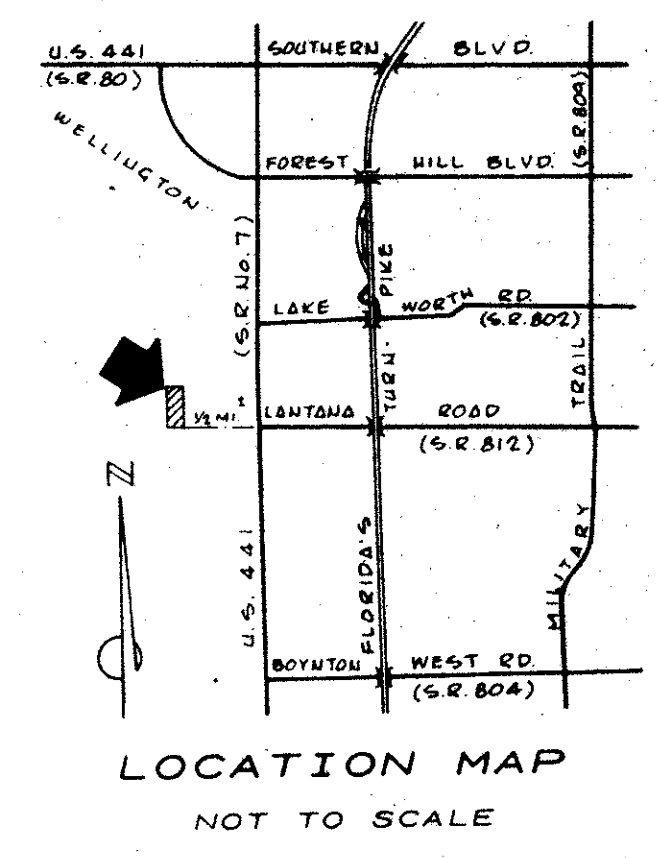 U.S. 441
(S.R. 80)
SOUTHERN BLVD.
(S.R. 809)
WELLINGTON
FOREST HILL BLVD.
(S.R. No. 7)
LAKE WORTH RD.
(S.R. 802)
TURN-PIKE
TRAIL
1/2 MI.±
LANTANA ROAD
(S.R. 812)
N
U.S. 441
FLORIDA'S
MILITARY
BOYNTON WEST RD.
(S.R. 804)
LOCATION MAP
NOT TO SCALE